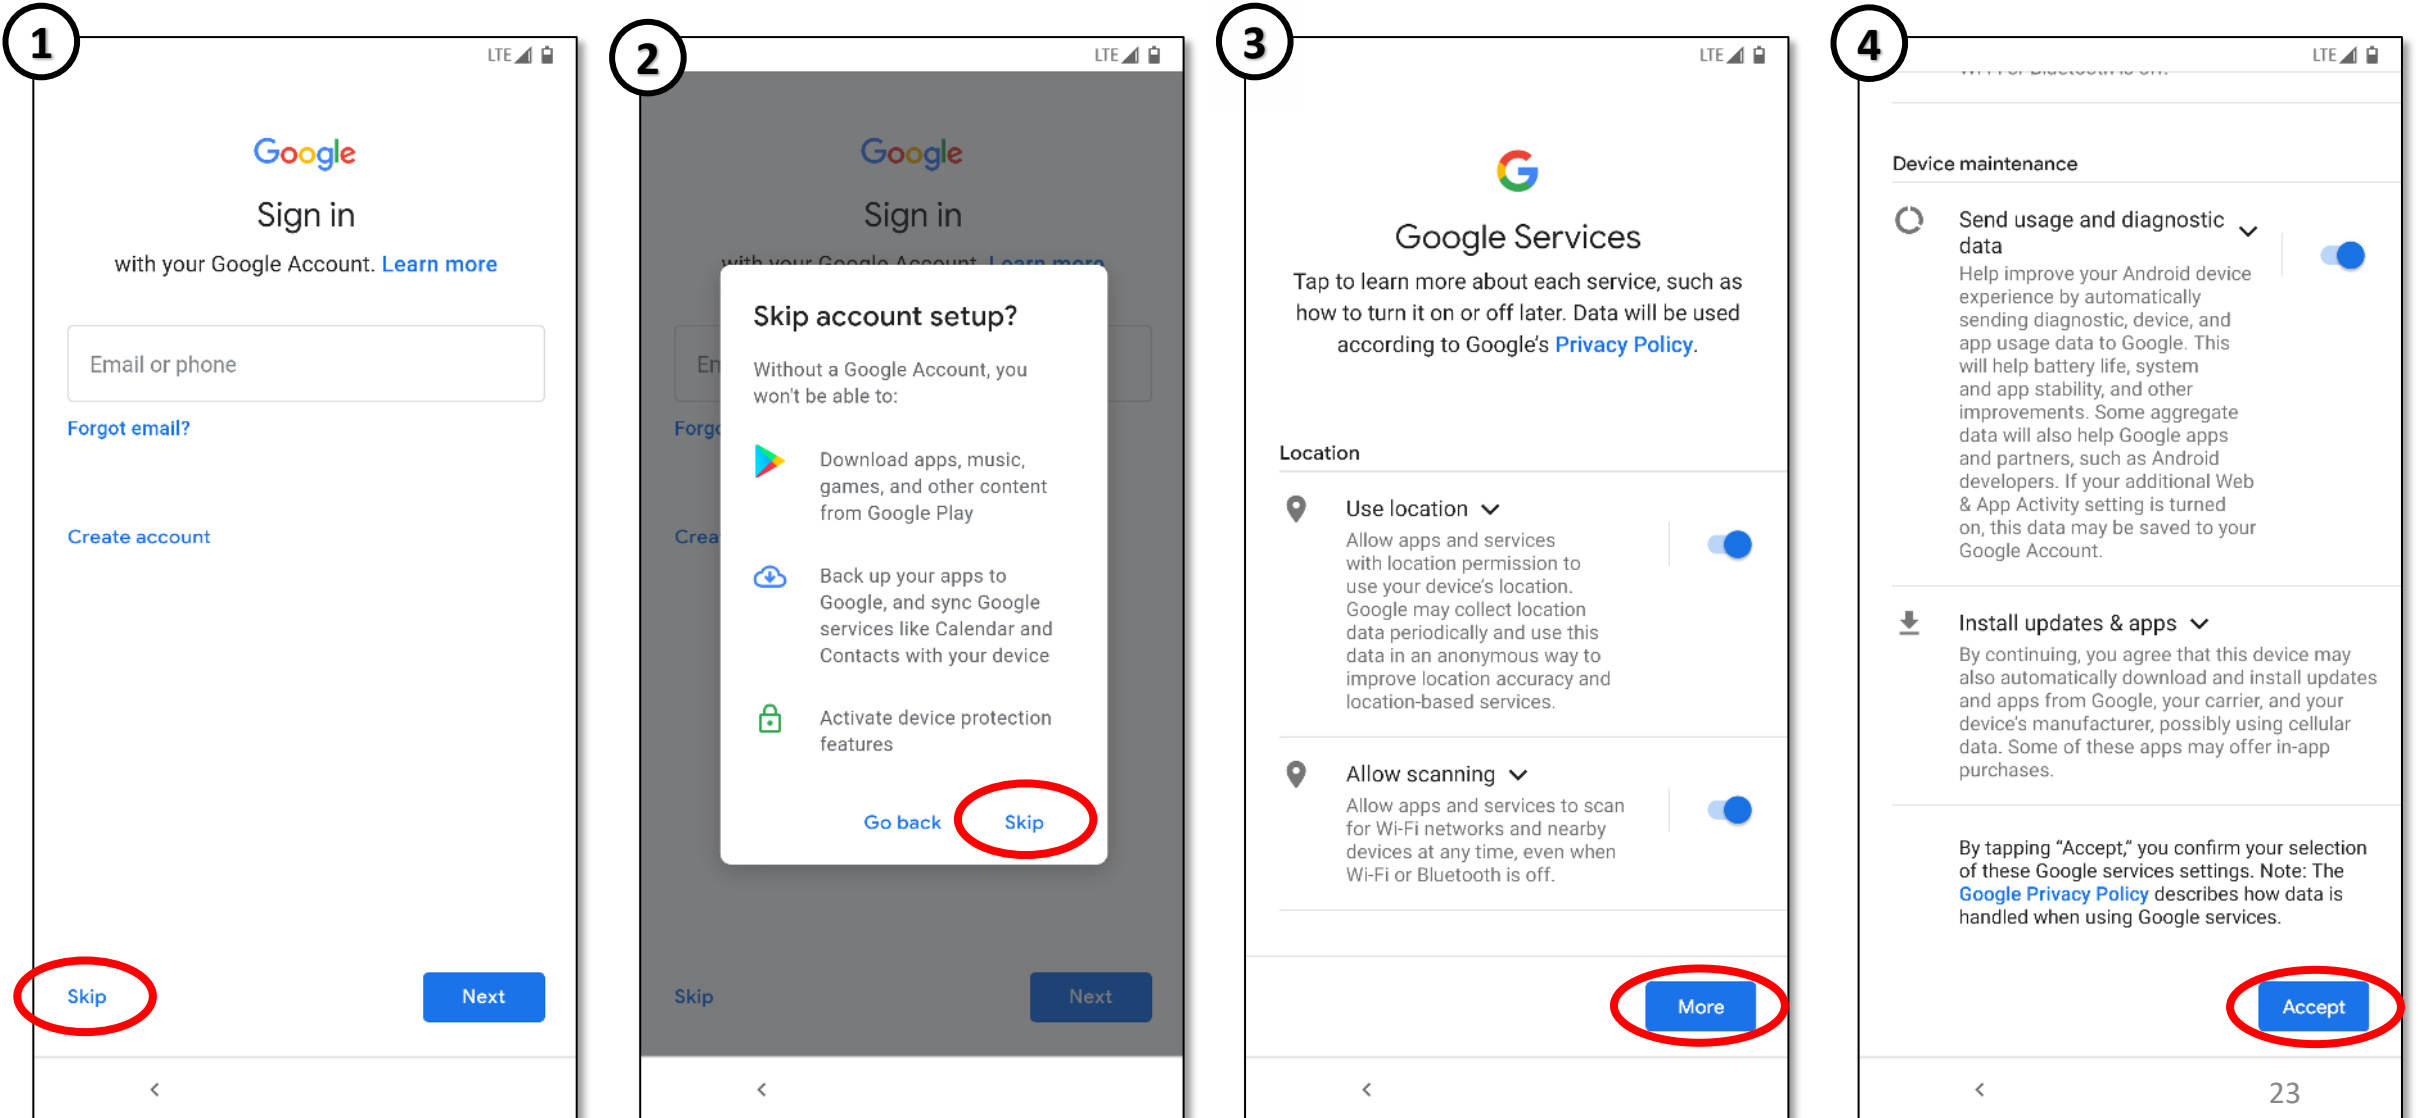 1
LTE
Google
Sign in
with your Google Account. Learn more
Email or phone
Forgot email?
Create account
Skip
Next
2
LTE
Google
Sign in
with your Google Account. Learn more
Skip account setup?
Without a Google Account, you
won't be able to:
Download apps, music,
games, and other content
from Google Play
Back up your apps to
Google, and sync Google
services like Calendar and
Contacts with your device
Activate device protection
features
Go back
Skip
Skip
Next
3
LTE
Google Services
Tap to learn more about each service, such as
how to turn it on or off later. Data will be used
according to Google's Privacy Policy.
Location
Use location
Allow apps and services
with location permission to
use your device's location.
Google may collect location
data periodically and use this
data in an anonymous way to
improve location accuracy and
location-based services.
Allow scanning
Allow apps and services to scan
for Wi-Fi networks and nearby
devices at any time, even when
Wi-Fi or Bluetooth is off.
More
4
LTE
Wi-Fi or Bluetooth is off.
Device maintenance
Send usage and diagnostic
data
Help improve your Android device
experience by automatically
sending diagnostic, device, and
app usage data to Google. This
will help battery life, system
and app stability, and other
improvements. Some aggregate
data will also help Google apps
and partners, such as Android
developers. If your additional Web
& App Activity setting is turned
on, this data may be saved to your
Google Account.
Install updates & apps
By continuing, you agree that this device may
also automatically download and install updates
and apps from Google, your carrier, and your
device's manufacturer, possibly using cellular
data. Some of these apps may offer in-app
purchases.
By tapping “Accept,” you confirm your selection
of these Google services settings. Note: The
Google Privacy Policy describes how data is
handled when using Google services.
Accept
23